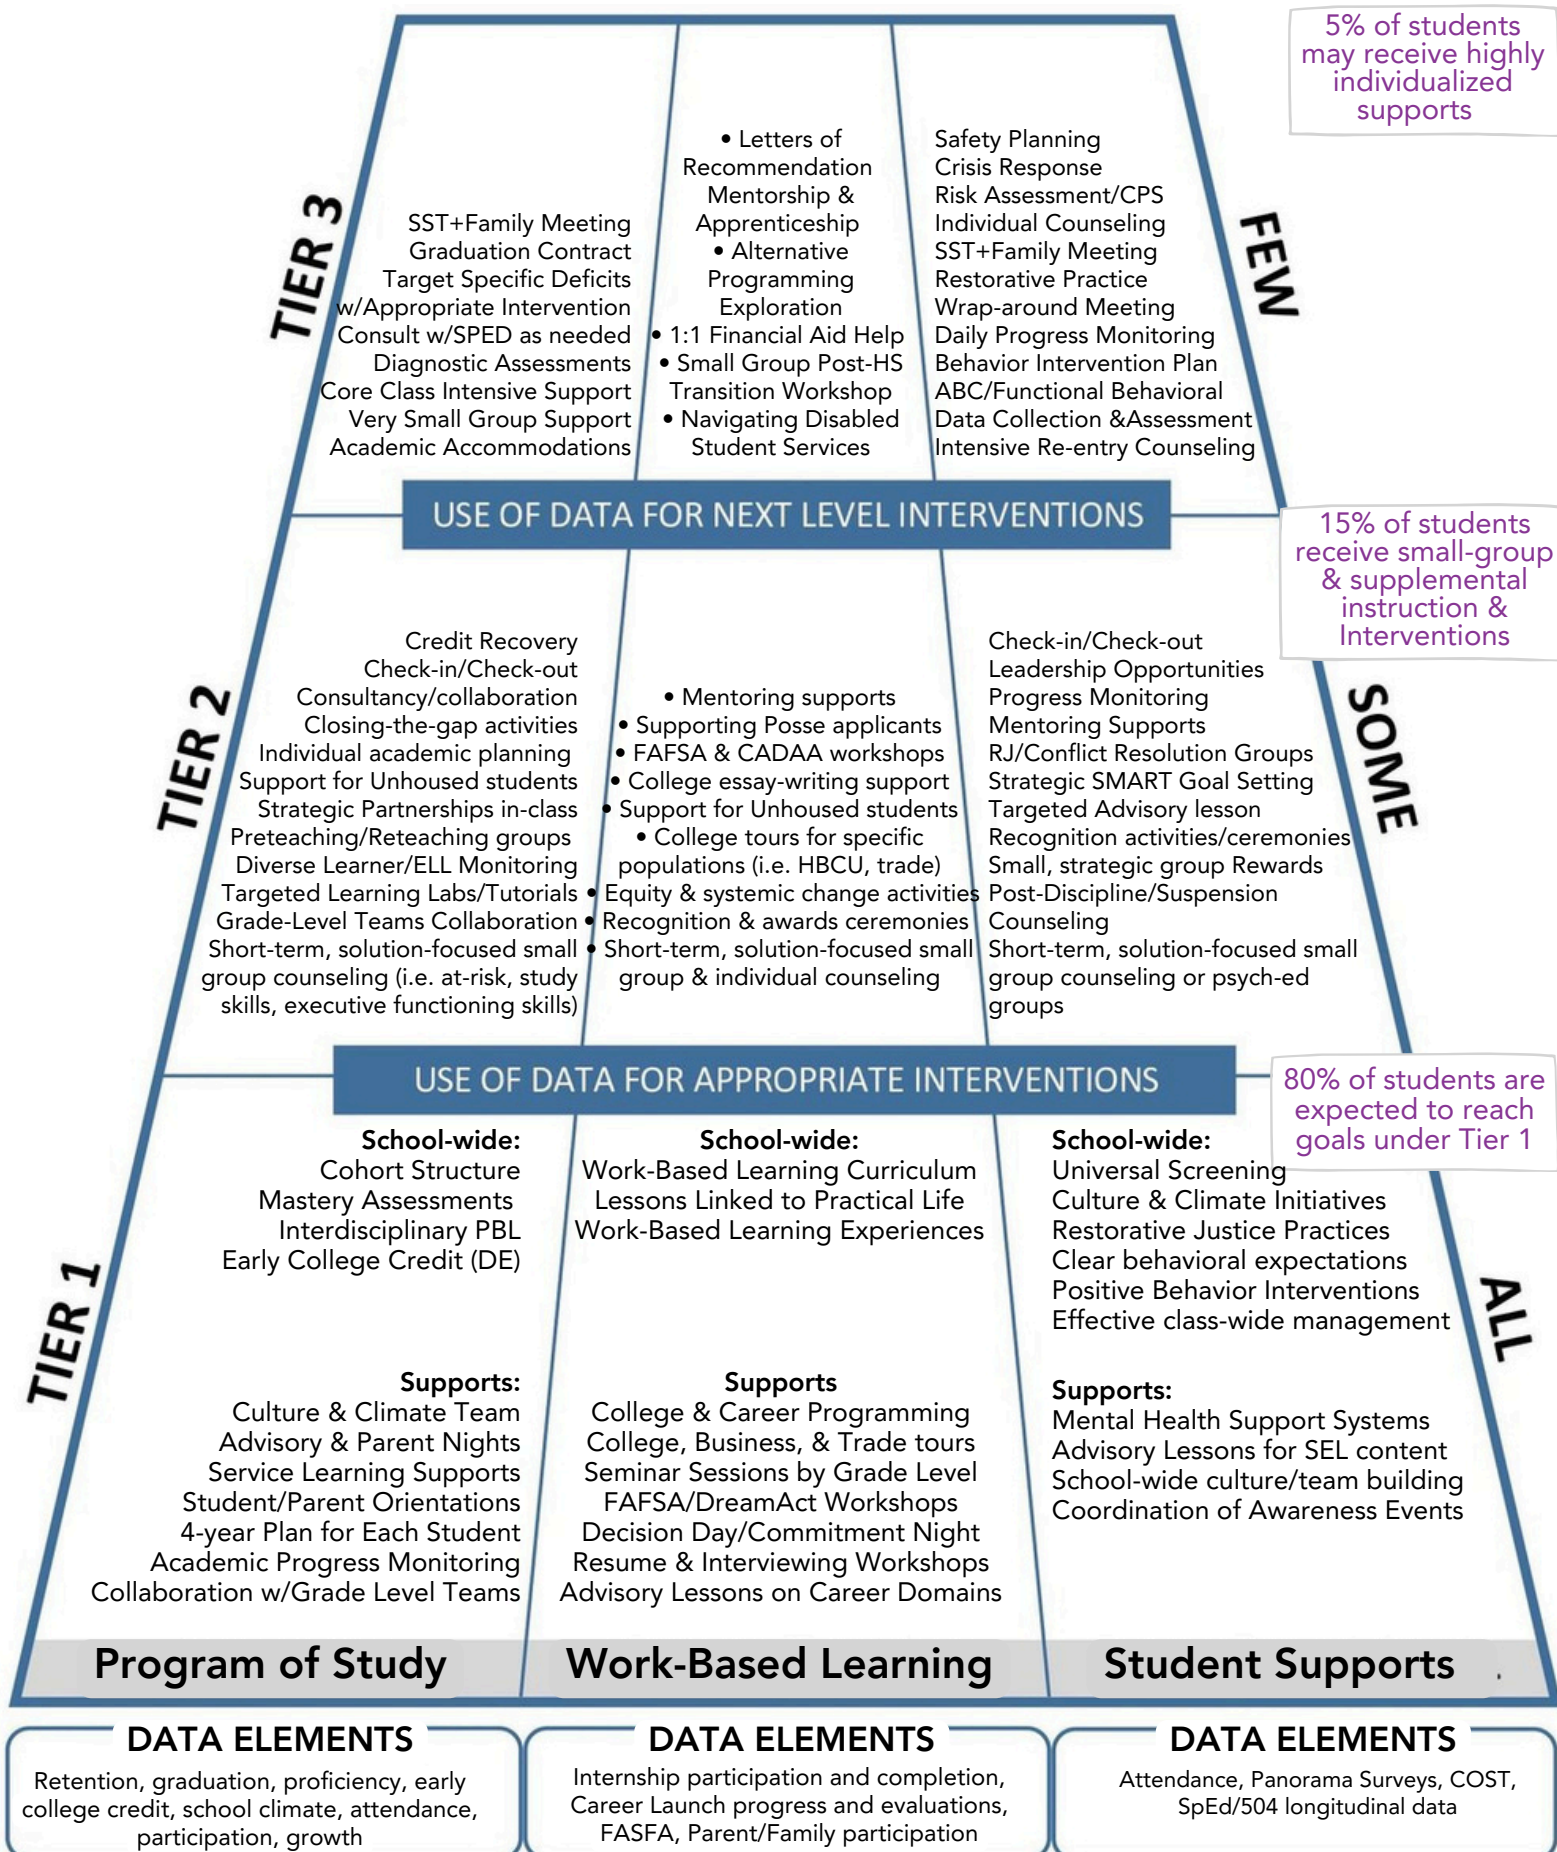 5% of students
may receive highly
individualized
supports
TIER 3
SST+Family Meeting
Graduation Contract
Target Specific Deficits
w/Appropriate Intervention
Consult w/SPED as needed
Diagnostic Assessments
Core Class Intensive Support
Very Small Group Support
Academic Accommodations
• Letters of
Recommendation
Mentorship &
Apprenticeship
• Alternative
Programming
Exploration
• 1:1 Financial Aid Help
• Small Group Post-HS
Transition Workshop
• Navigating Disabled
Student Services
Safety Planning
Crisis Response
Risk Assessment/CPS
Individual Counseling
SST+Family Meeting
Restorative Practice
Wrap-around Meeting
Daily Progress Monitoring
Behavior Intervention Plan
ABC/Functional Behavioral
Data Collection &Assessment
Intensive Re-entry Counseling
FEW
USE OF DATA FOR NEXT LEVEL INTERVENTIONS
15% of students
receive small-group
& supplemental
instruction &
Interventions
TIER 2
Credit Recovery
Check-in/Check-out
Consultancy/collaboration
Closing-the-gap activities
Individual academic planning
Support for Unhoused students
Strategic Partnerships in-class
Preteaching/Reteaching groups
Diverse Learner/ELL Monitoring
Targeted Learning Labs/Tutorials
Grade-Level Teams Collaboration
Short-term, solution-focused small
group counseling (i.e. at-risk, study
skills, executive functioning skills)
• Mentoring supports
• Supporting Posse applicants
• FAFSA & CADAA workshops
• College essay-writing support
• Support for Unhoused students
• College tours for specific
populations (i.e. HBCU, trade)
• Equity & systemic change activities
• Recognition & awards ceremonies
• Short-term, solution-focused small
group & individual counseling
Check-in/Check-out
Leadership Opportunities
Progress Monitoring
Mentoring Supports
RJ/Conflict Resolution Groups
Strategic SMART Goal Setting
Targeted Advisory lesson
Recognition activities/ceremonies
Small, strategic group Rewards
Post-Discipline/Suspension
Counseling
Short-term, solution-focused small
group counseling or psych-ed
groups
SOME
USE OF DATA FOR APPROPRIATE INTERVENTIONS
80% of students are
expected to reach
goals under Tier 1
TIER 1
School-wide:
Cohort Structure
Mastery Assessments
Interdisciplinary PBL
Early College Credit (DE)
Supports:
Culture & Climate Team
Advisory & Parent Nights
Service Learning Supports
Student/Parent Orientations
4-year Plan for Each Student
Academic Progress Monitoring
Collaboration w/Grade Level Teams
School-wide:
Work-Based Learning Curriculum
Lessons Linked to Practical Life
Work-Based Learning Experiences
Supports
College & Career Programming
College, Business, & Trade tours
Seminar Sessions by Grade Level
FAFSA/DreamAct Workshops
Decision Day/Commitment Night
Resume & Interviewing Workshops
Advisory Lessons on Career Domains
School-wide:
Universal Screening
Culture & Climate Initiatives
Restorative Justice Practices
Clear behavioral expectations
Positive Behavior Interventions
Effective class-wide management
Supports:
Mental Health Support Systems
Advisory Lessons for SEL content
School-wide culture/team building
Coordination of Awareness Events
ALL
Program of Study
Work-Based Learning
Student Supports
DATA ELEMENTS
Retention, graduation, proficiency, early
college credit, school climate, attendance,
participation, growth
DATA ELEMENTS
Internship participation and completion,
Career Launch progress and evaluations,
FASFA, Parent/Family participation
DATA ELEMENTS
Attendance, Panorama Surveys, COST,
SpEd/504 longitudinal data